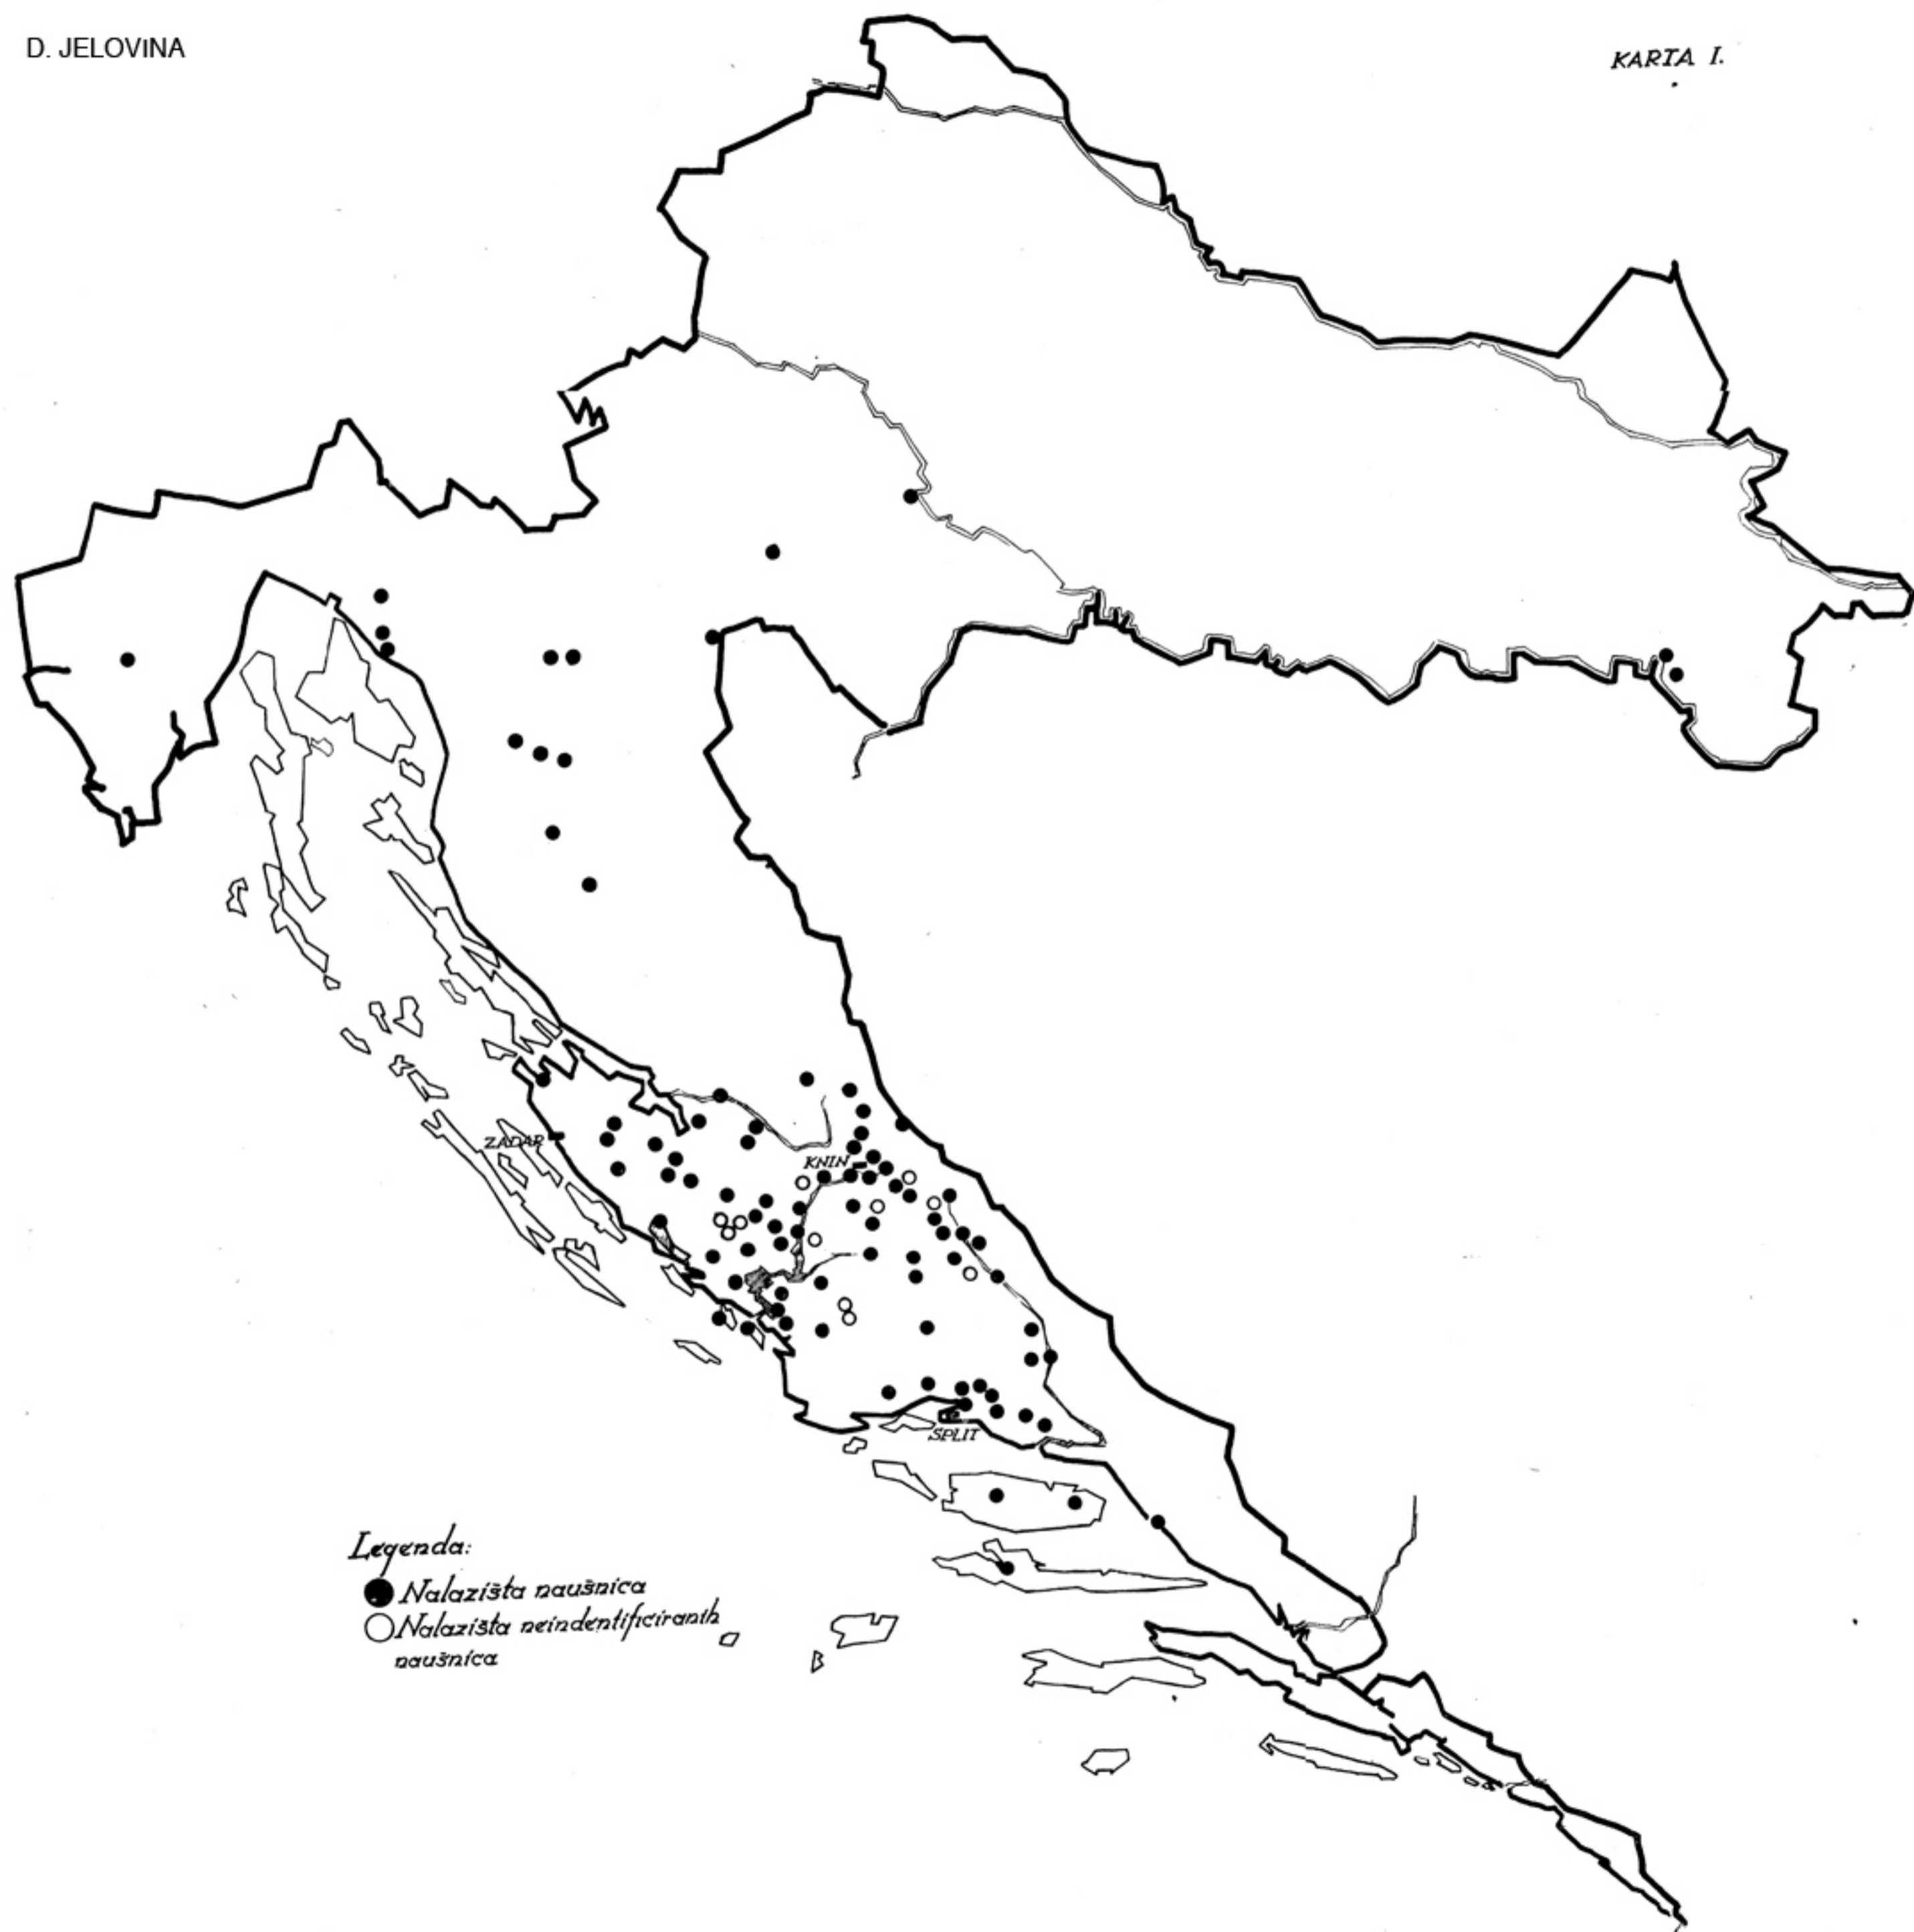 D. JELOVINA
KARTA I.
ZADAR
KNIN
SPLIT
Legenda:
Nalazišta naušnica
Nalazišta neindentificiranih
naušnica